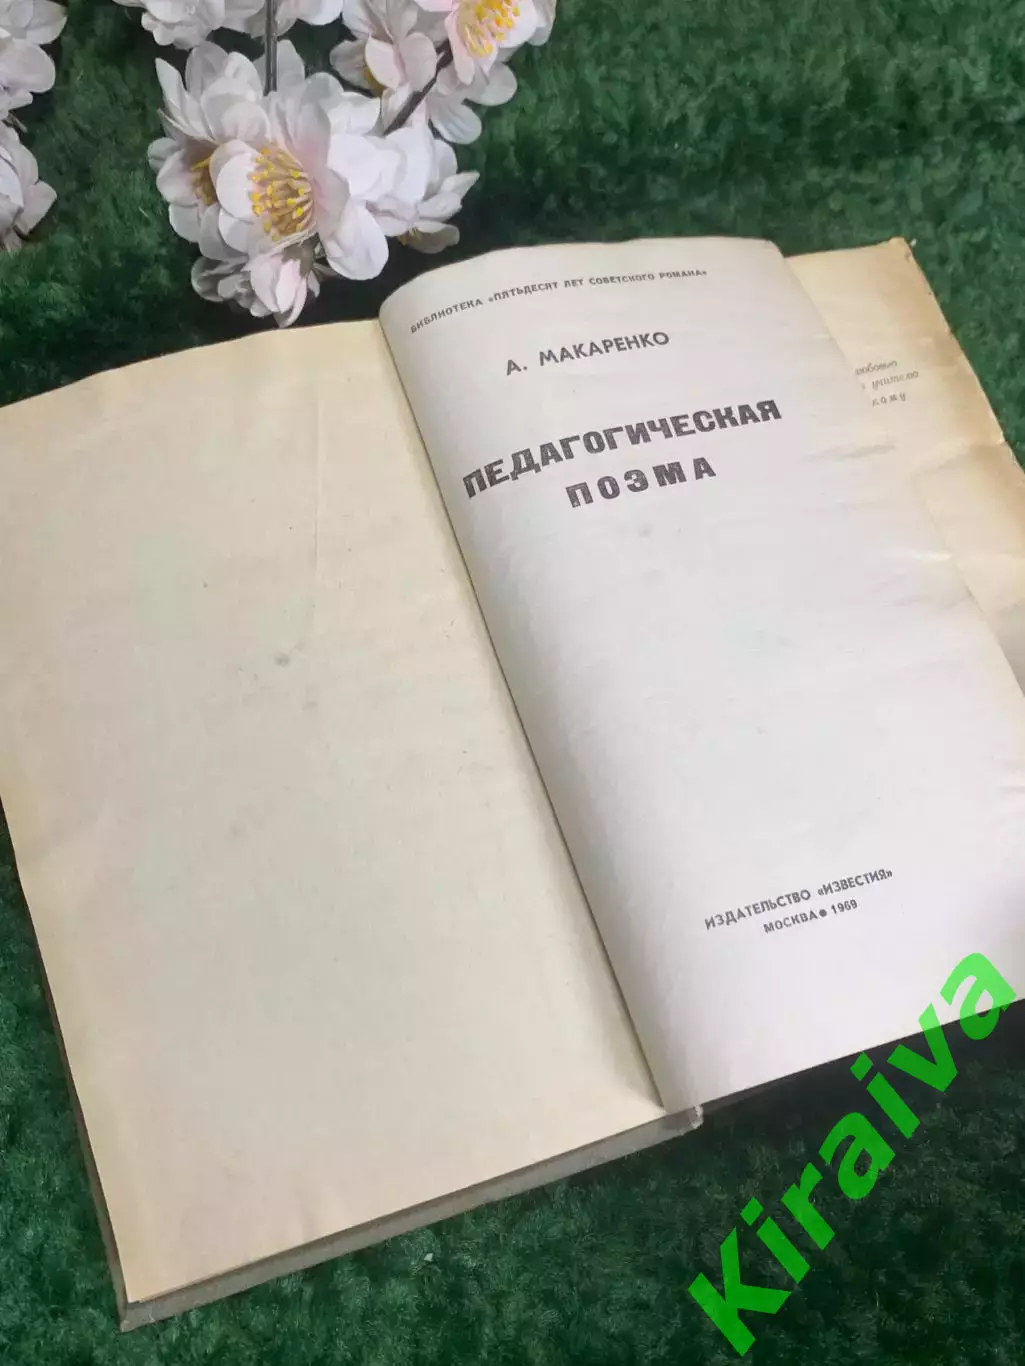 БИБЛИОТЕКА «ПЯТЬДЕСЯТ ЛЕТ СОВЕТСКОГО РОМАНА»
А. МАКАРЕНКО
ПЕДАГОГИЧЕСКАЯ
ПОЭМА
ИЗДАТЕЛЬСТВО «ИЗВЕСТИЯ»
МОСКВА ● 1969
Kiraiva